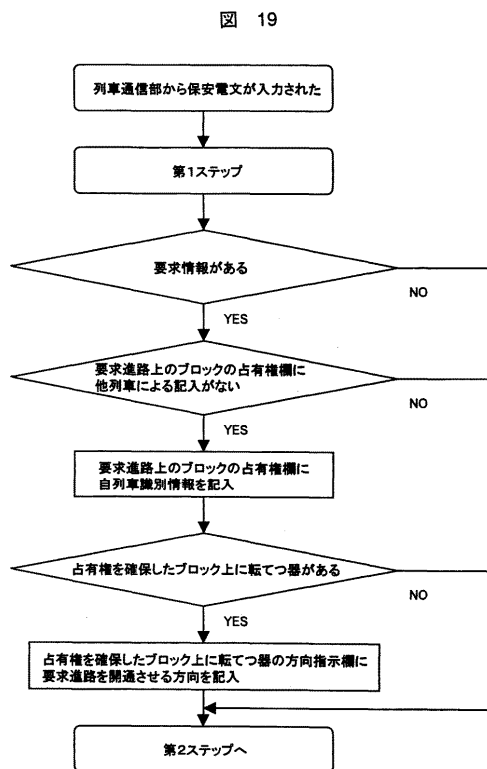 図 19
列車通信部から保安電文が入力された
第1ステップ
要求情報がある
NO
YES
要求進路上のブロックの占有権欄に
他列車による記入がない
NO
YES
要求進路上のブロックの占有権欄に
自列車識別情報を記入
占有権を確保したブロック上に転てつ器がある
NO
YES
占有権を確保したブロック上に転てつ器の方向指示欄に
要求進路を開通させる方向を記入
第2ステップへ